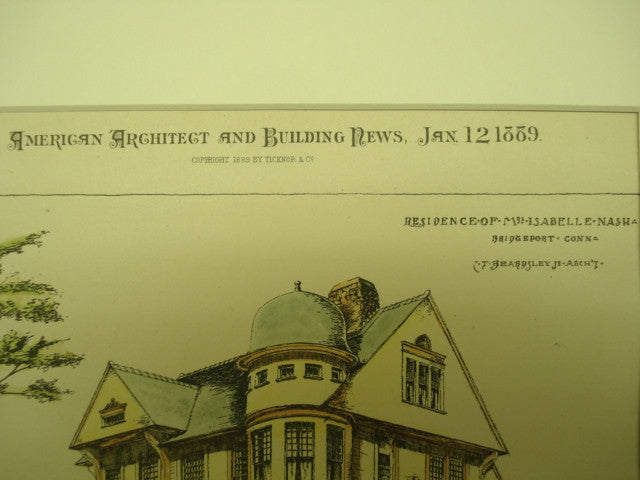 AMERICAN ARCHITECT AND BUILDING NEWS, JAN. 12 1889.
COPYRIGHT 1889 BY TICKNOR & Co
RESIDENCE·OF·MRS·ISABELLE·NASH
BRIDGEPORT·CONN
C·T·BEARDSLEY·JR·ARCH'T·